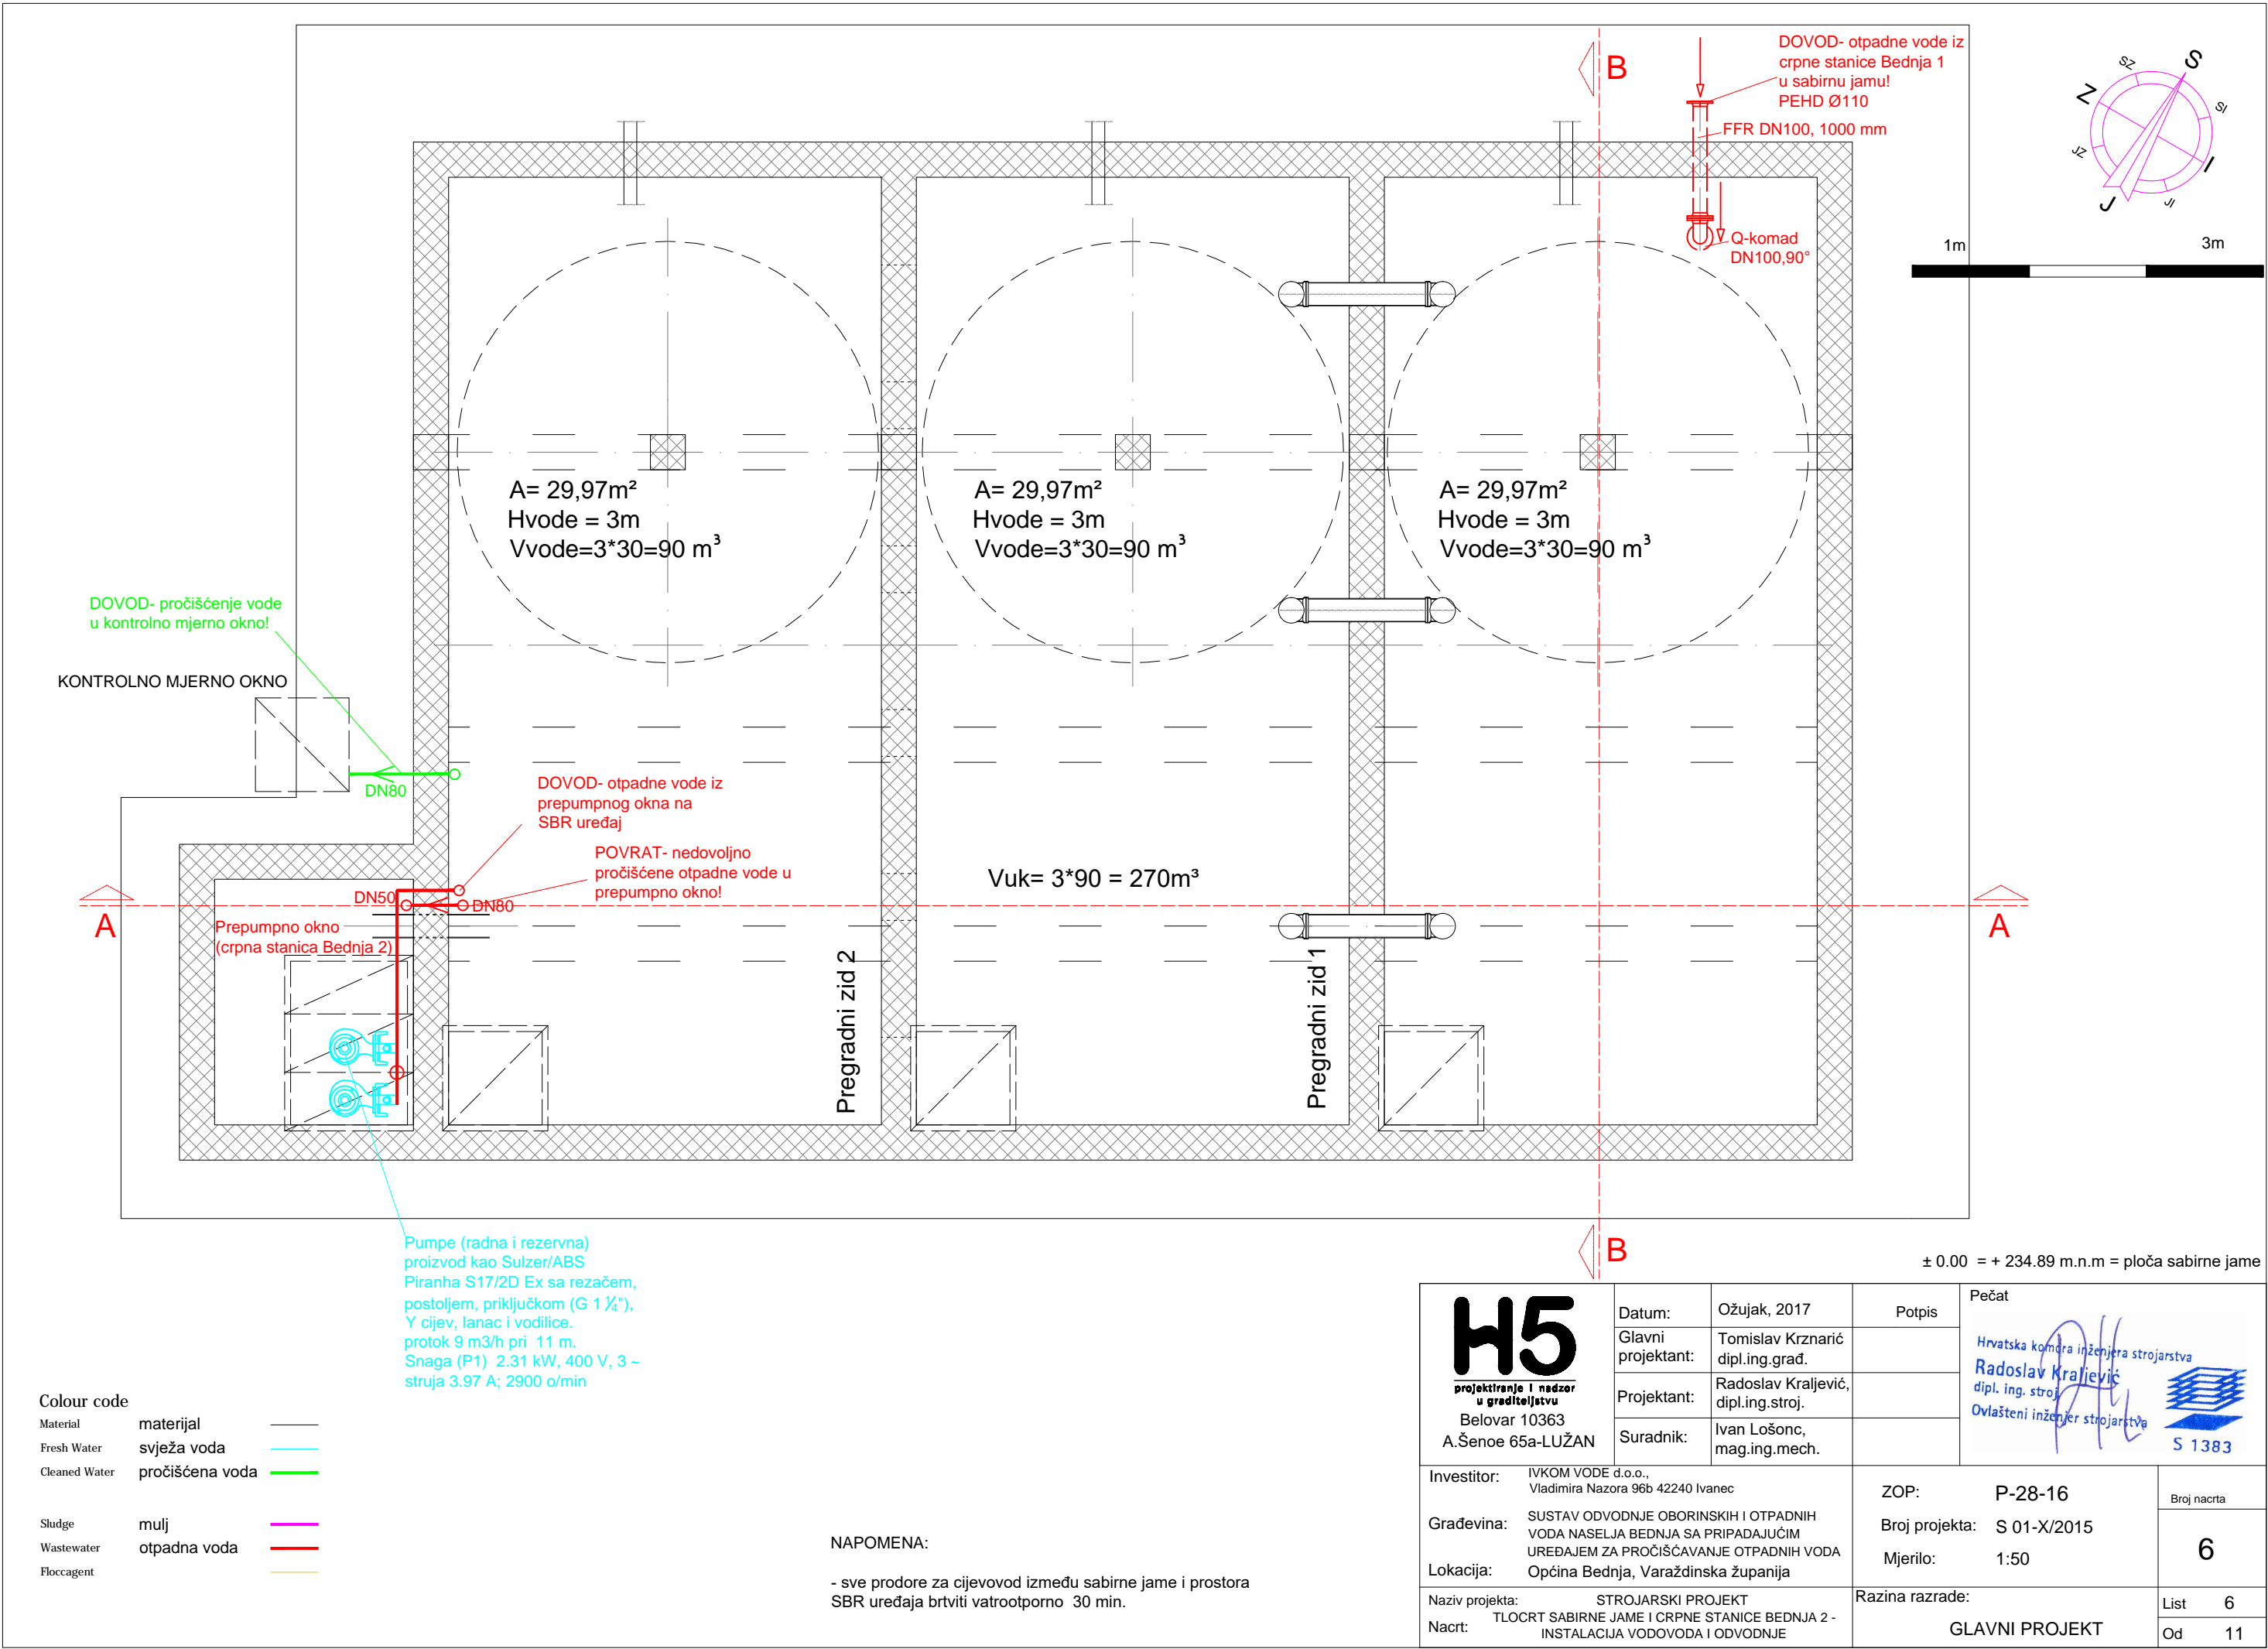 DOVOD- otpadne vode iz
crpne stanice Bednja 1
u sabirnu jamu!
PEHD Ø110
FFR DN100, 1000 mm
Q-komad
DN100,90°
B
S
SI
I
JI
J
JZ
Z
SZ
1m
3m
A= 29,97m²
Hvode = 3m
Vvode=3*30=90 m³
A= 29,97m²
Hvode = 3m
Vvode=3*30=90 m³
A= 29,97m²
Hvode = 3m
Vvode=3*30=90 m³
DOVOD- pročišćenje vode
u kontrolno mjerno okno!
KONTROLNO MJERNO OKNO
DN80
DOVOD- otpadne vode iz
prepumpnog okna na
SBR uređaj
POVRAT- nedovoljno
pročišćene otpadne vode u
prepumpno okno!
DN50
DN80
Vuk= 3*90 = 270m³
A
A
Prepumpno okno
(crpna stanica Bednja 2)
Pregradni zid 2
Pregradni zid 1
Pumpe (radna i rezervna)
proizvod kao Sulzer/ABS
Piranha S17/2D Ex sa rezačem,
postoljem, priključkom (G 1 ¼"),
Y cijev, lanac i vodilice.
protok 9 m3/h pri 11 m.
Snaga (P1) 2.31 kW, 400 V, 3 ~
struja 3.97 A; 2900 o/min
B
± 0.00 = + 234.89 m.n.m = ploča sabirne jame
Colour code
Material materijal
Fresh Water svježa voda
Cleaned Water pročišćena voda
Sludge mulj
Wastewater otpadna voda
Floccagent
NAPOMENA:
- sve prodore za cijevovod između sabirne jame i prostora
SBR uređaja brtviti vatrootporno 30 min.
H5
projektiranje i nadzor
u graditeljstvu
Belovar 10363
A.Šenoe 65a-LUŽAN
Datum: Ožujak, 2017 Potpis
Glavni
projektant:
Tomislav Krznarić
dipl.ing.građ.
Projektant:
Radoslav Kraljević,
dipl.ing.stroj.
Suradnik:
Ivan Lošonc,
mag.ing.mech.
Pečat
Hrvatska komora inženjera strojarstva
Radoslav Kraljević
dipl. ing. stroj.
Ovlašteni inženjer strojarstva
S 1383
Investitor: IVKOM VODE d.o.o.,
Vladimira Nazora 96b 42240 Ivanec
Građevina: SUSTAV ODVODNJE OBORINSKIH I OTPADNIH
VODA NASELJA BEDNJA SA PRIPADAJUĆIM
UREĐAJEM ZA PROČIŠĆAVANJE OTPADNIH VODA
Lokacija: Općina Bednja, Varaždinska županija
ZOP: P-28-16
Broj projekta: S 01-X/2015
Mjerilo: 1:50
Broj nacrta
6
Naziv projekta: STROJARSKI PROJEKT
Nacrt: TLOCRT SABIRNE JAME I CRPNE STANICE BEDNJA 2 -
INSTALACIJA VODOVODA I ODVODNJE
Razina razrade:
GLAVNI PROJEKT
List 6
Od 11